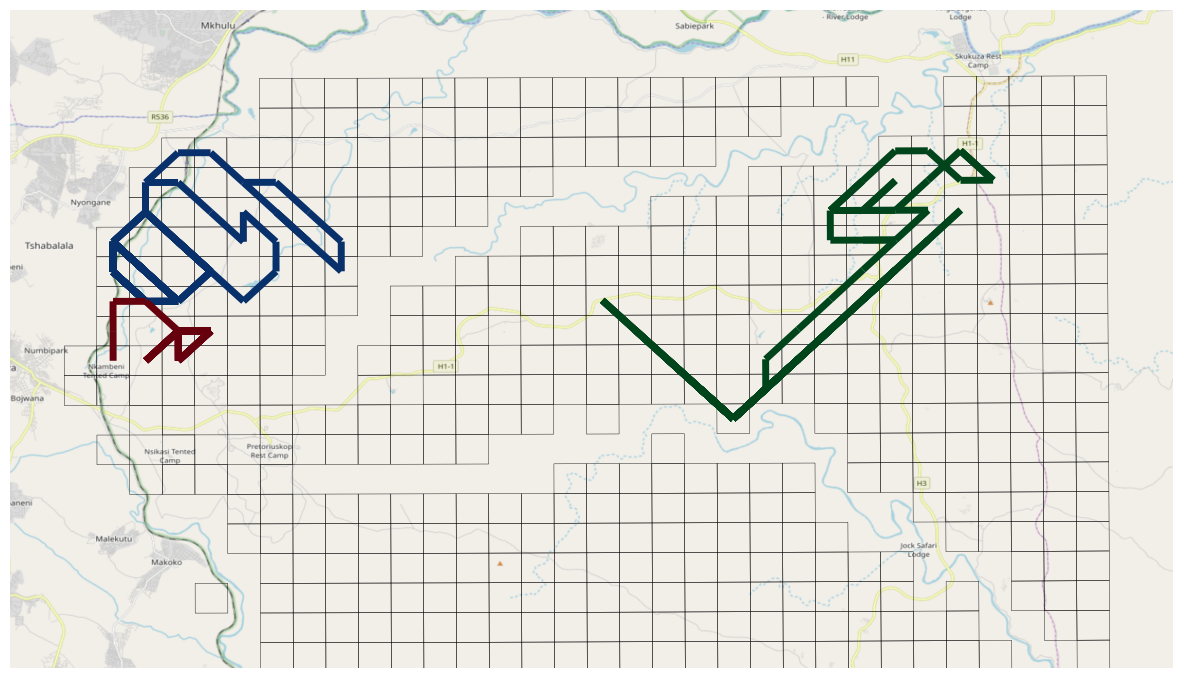 Mkhulu
Sabiepark
- River Lodge
Lodge
Skukuza Rest
Camp
H11
R536
H1-1
Nyongane
Tshabalala
beni
Numbipark
a
Nkambeni
Tented Camp
Bojwana
H1-1
Nsikasi Tented
Camp
Pretoriuskop
Rest Camp
H3
aneni
Malekutu
Makoko
Jock Safari
Lodge